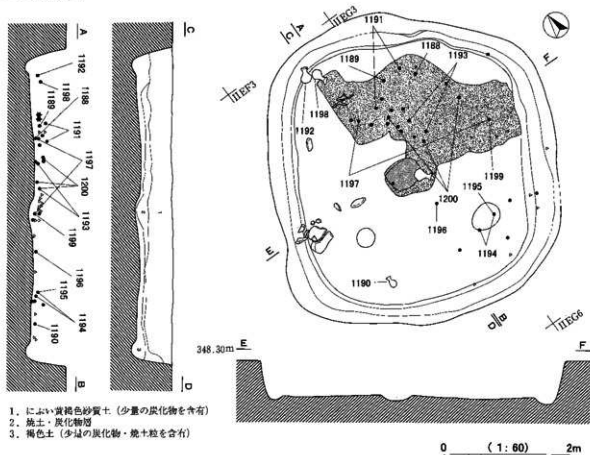 A
C
1192
1198
1188
1189
1191
1197
1200
1193
1199
1196
1195
1194
1190
B
D
IIEG3
A
C
1191
1188
1193
1189
F
IIEF3
1198
1192
1199
1197
1200
1195
1196
1194
E
1190
B
D
IIEG6
348.30m
E
F
2
1
3
1. にぶい黄褐色砂質土(少量の炭化物を含有)
2. 焼土・炭化物層
3. 褐色土(少量の炭化物・焼土粒を含有)
0 (1:60) 2m